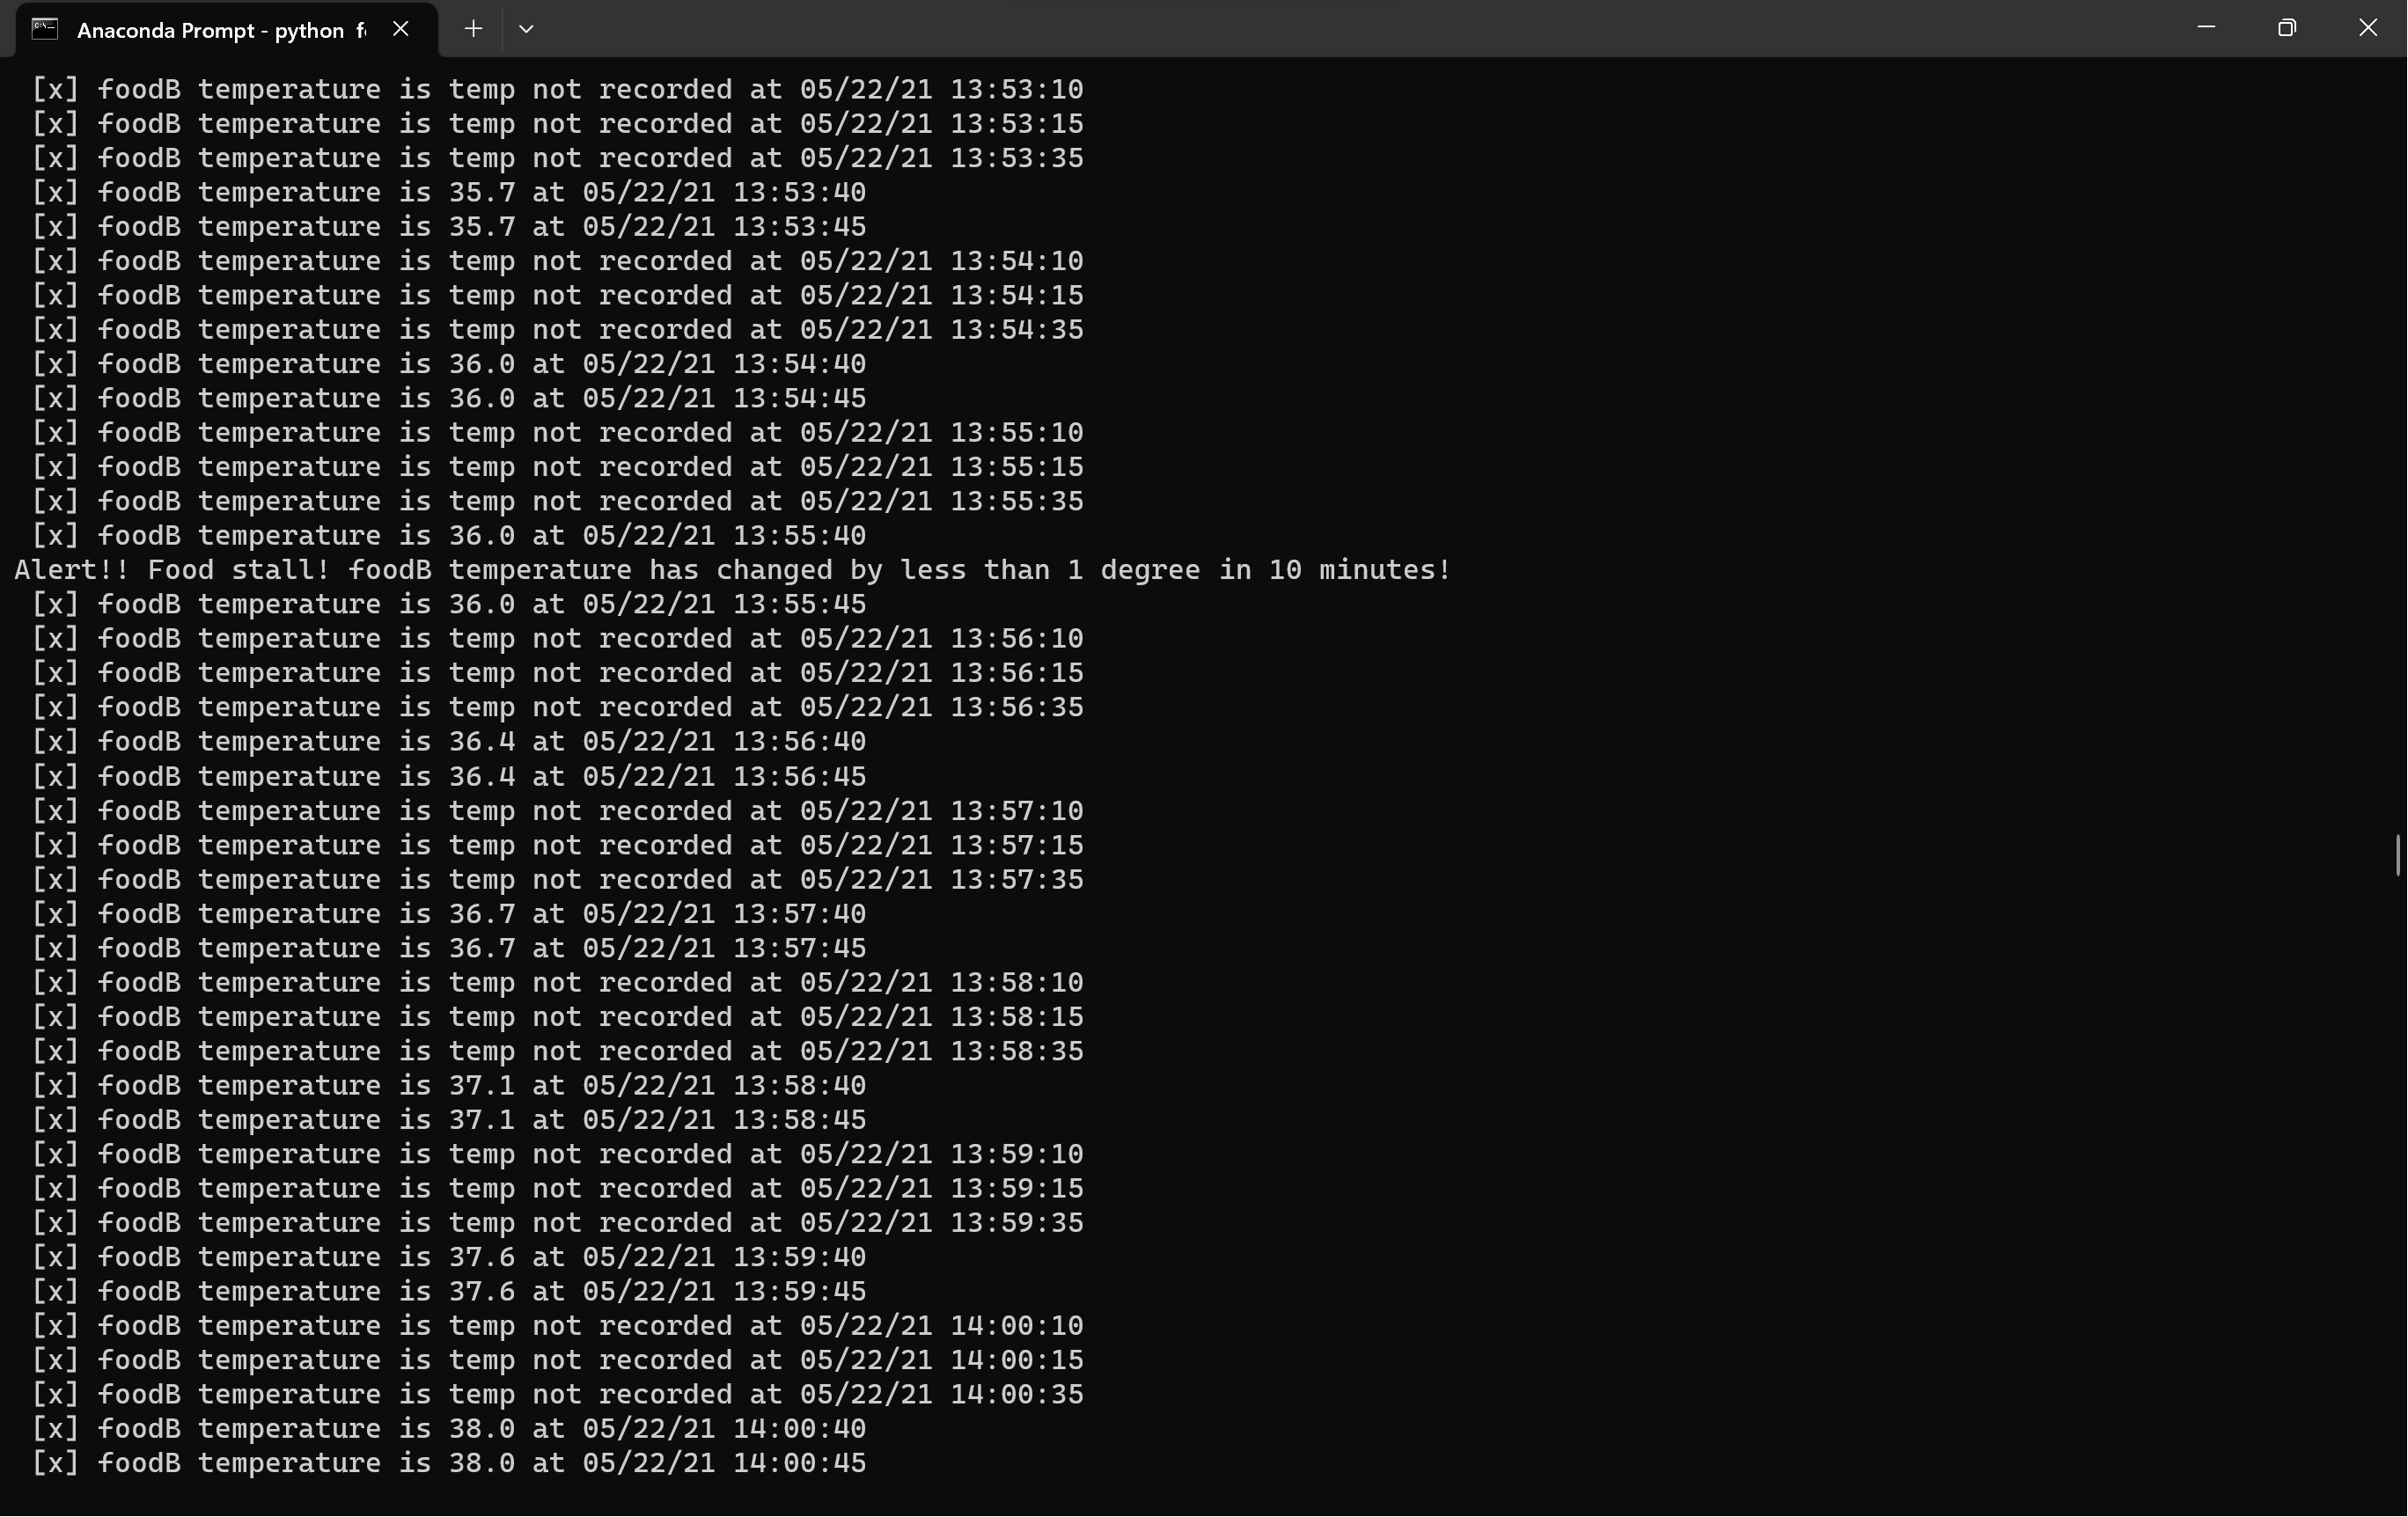 Anaconda Prompt - python
[x] foodB temperature is temp not recorded at 05/22/21 13:53:10
[x] foodB temperature is temp not recorded at 05/22/21 13:53:15
[x] foodB temperature is temp not recorded at 05/22/21 13:53:35
[x] foodB temperature is 35.7 at 05/22/21 13:53:40
[x] foodB temperature is 35.7 at 05/22/21 13:53:45
[x] foodB temperature is temp not recorded at 05/22/21 13:54:10
[x] foodB temperature is temp not recorded at 05/22/21 13:54:15
[x] foodB temperature is temp not recorded at 05/22/21 13:54:35
[x] foodB temperature is 36.0 at 05/22/21 13:54:40
[x] foodB temperature is 36.0 at 05/22/21 13:54:45
[x] foodB temperature is temp not recorded at 05/22/21 13:55:10
[x] foodB temperature is temp not recorded at 05/22/21 13:55:15
[x] foodB temperature is temp not recorded at 05/22/21 13:55:35
[x] foodB temperature is 36.0 at 05/22/21 13:55:40
Alert!! Food stall! foodB temperature has changed by less than 1 degree in 10 minutes!
[x] foodB temperature is 36.0 at 05/22/21 13:55:45
[x] foodB temperature is temp not recorded at 05/22/21 13:56:10
[x] foodB temperature is temp not recorded at 05/22/21 13:56:15
[x] foodB temperature is temp not recorded at 05/22/21 13:56:35
[x] foodB temperature is 36.4 at 05/22/21 13:56:40
[x] foodB temperature is 36.4 at 05/22/21 13:56:45
[x] foodB temperature is temp not recorded at 05/22/21 13:57:10
[x] foodB temperature is temp not recorded at 05/22/21 13:57:15
[x] foodB temperature is temp not recorded at 05/22/21 13:57:35
[x] foodB temperature is 36.7 at 05/22/21 13:57:40
[x] foodB temperature is 36.7 at 05/22/21 13:57:45
[x] foodB temperature is temp not recorded at 05/22/21 13:58:10
[x] foodB temperature is temp not recorded at 05/22/21 13:58:15
[x] foodB temperature is temp not recorded at 05/22/21 13:58:35
[x] foodB temperature is 37.1 at 05/22/21 13:58:40
[x] foodB temperature is 37.1 at 05/22/21 13:58:45
[x] foodB temperature is temp not recorded at 05/22/21 13:59:10
[x] foodB temperature is temp not recorded at 05/22/21 13:59:15
[x] foodB temperature is temp not recorded at 05/22/21 13:59:35
[x] foodB temperature is 37.6 at 05/22/21 13:59:40
[x] foodB temperature is 37.6 at 05/22/21 13:59:45
[x] foodB temperature is temp not recorded at 05/22/21 14:00:10
[x] foodB temperature is temp not recorded at 05/22/21 14:00:15
[x] foodB temperature is temp not recorded at 05/22/21 14:00:35
[x] foodB temperature is 38.0 at 05/22/21 14:00:40
[x] foodB temperature is 38.0 at 05/22/21 14:00:45